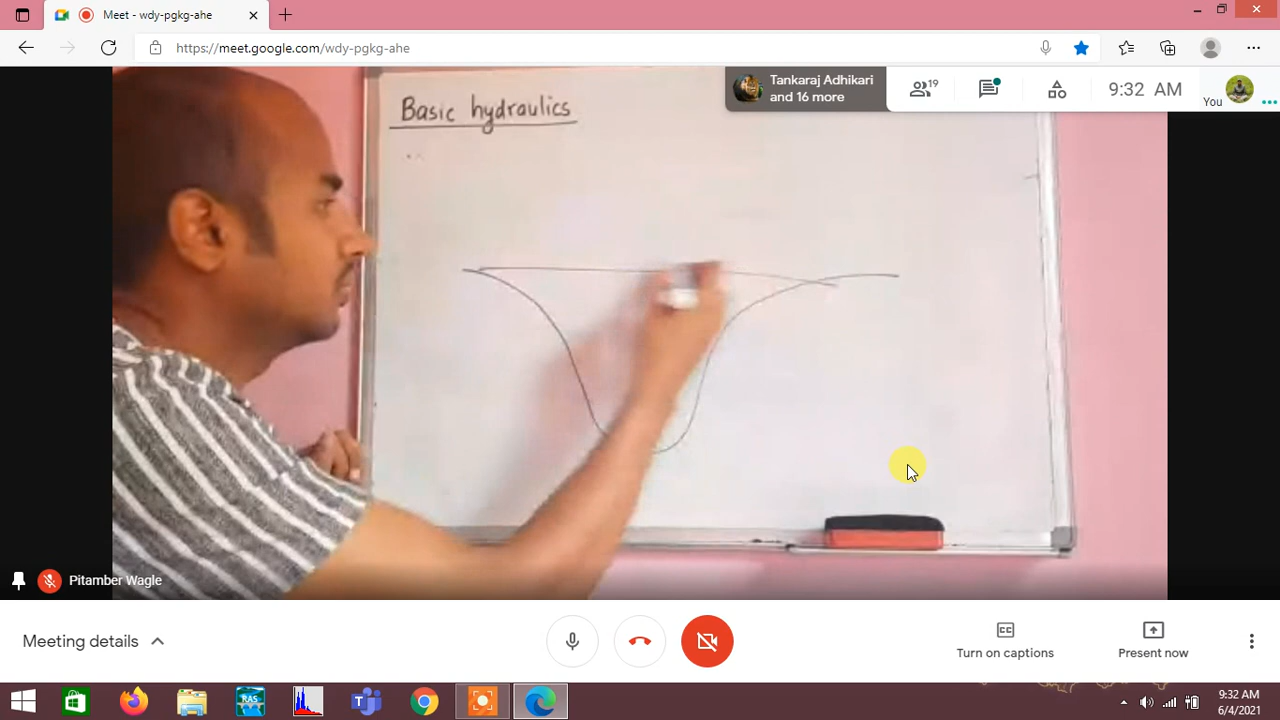 Meet - wdy-pgkg-ahe
https://meet.google.com/wdy-pgkg-ahe
Basic hydraulics
Tankaraj Adhikari
and 16 more
19
9:32 AM
You
Pitamber Wagle
Meeting details
CC
Turn on captions
Present now
RAS
9:32 AM
6/4/2021